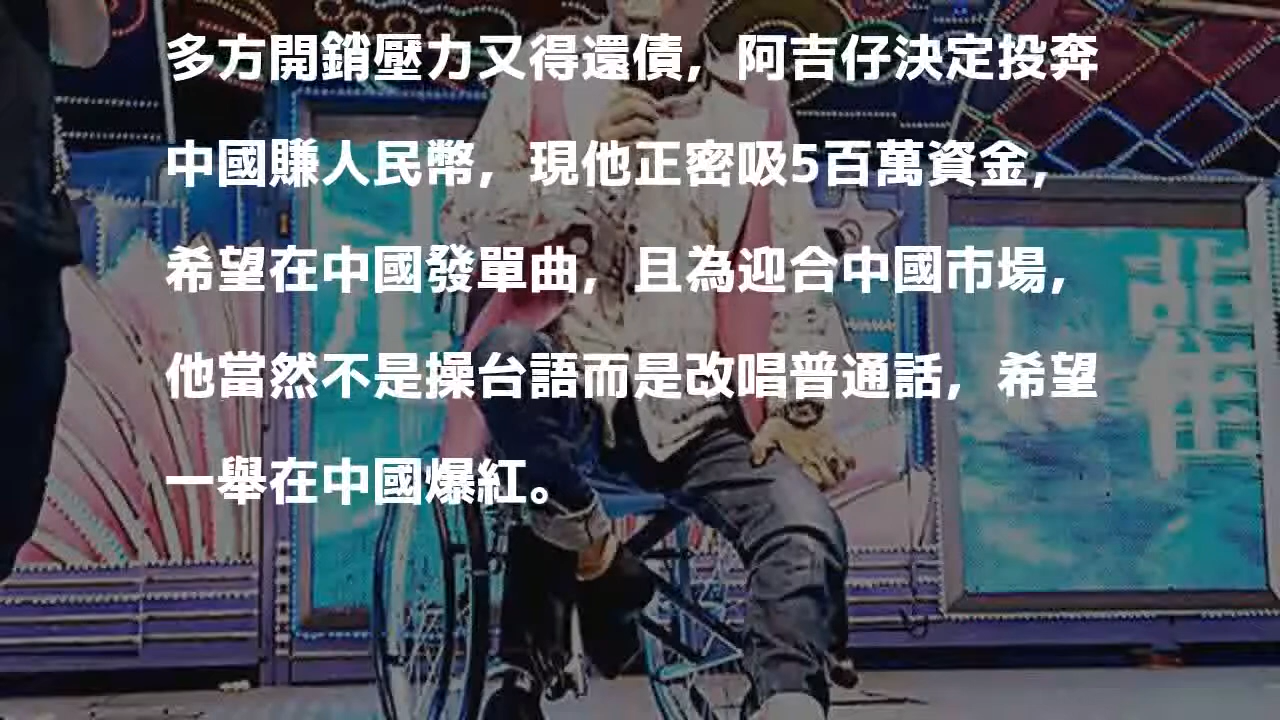 多方開銷壓力又得還債，阿吉仔決定投奔
中國賺人民幣，現他正密吸5百萬資金，
希望在中國發單曲，且為迎合中國市場，
他當然不是操台語而是改唱普通話，希望
一舉在中國爆紅。